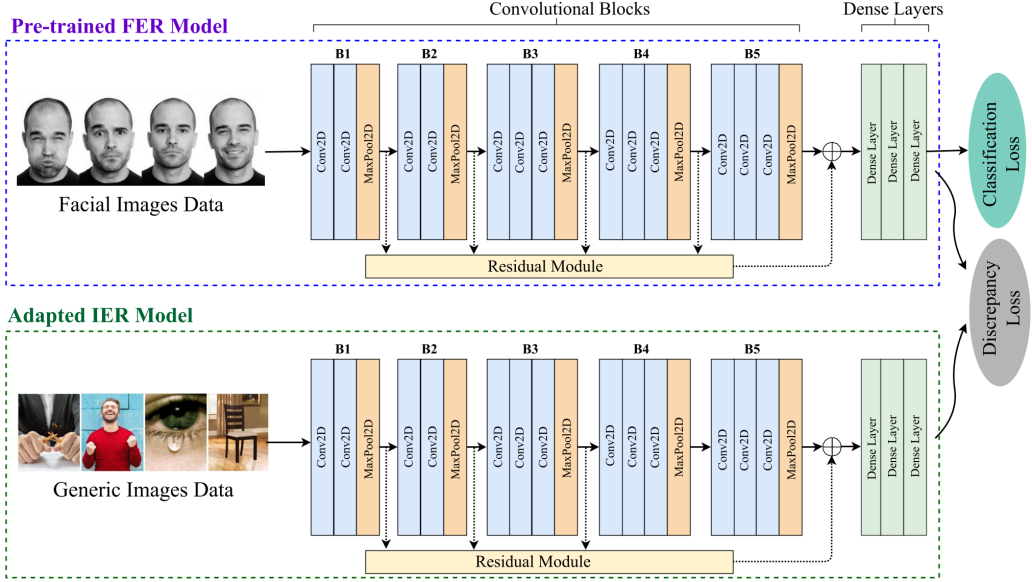 Convolutional Blocks
Dense Layers
Pre-trained FER Model
B1
B2
B3
B4
B5
Conv2D
Conv2D
MaxPool2D
Conv2D
Conv2D
MaxPool2D
Conv2D
Conv2D
Conv2D
MaxPool2D
Conv2D
Conv2D
Conv2D
MaxPool2D
Conv2D
Conv2D
Conv2D
MaxPool2D
Dense Layer
Dense Layer
Dense Layer
Classification
Loss
Facial Images Data
Residual Module
Discrepancy
Loss
Adapted IER Model
B1
B2
B3
B4
B5
Conv2D
Conv2D
MaxPool2D
Conv2D
Conv2D
MaxPool2D
Conv2D
Conv2D
Conv2D
MaxPool2D
Conv2D
Conv2D
Conv2D
MaxPool2D
Conv2D
Conv2D
Conv2D
MaxPool2D
Dense Layer
Dense Layer
Dense Layer
Generic Images Data
Residual Module